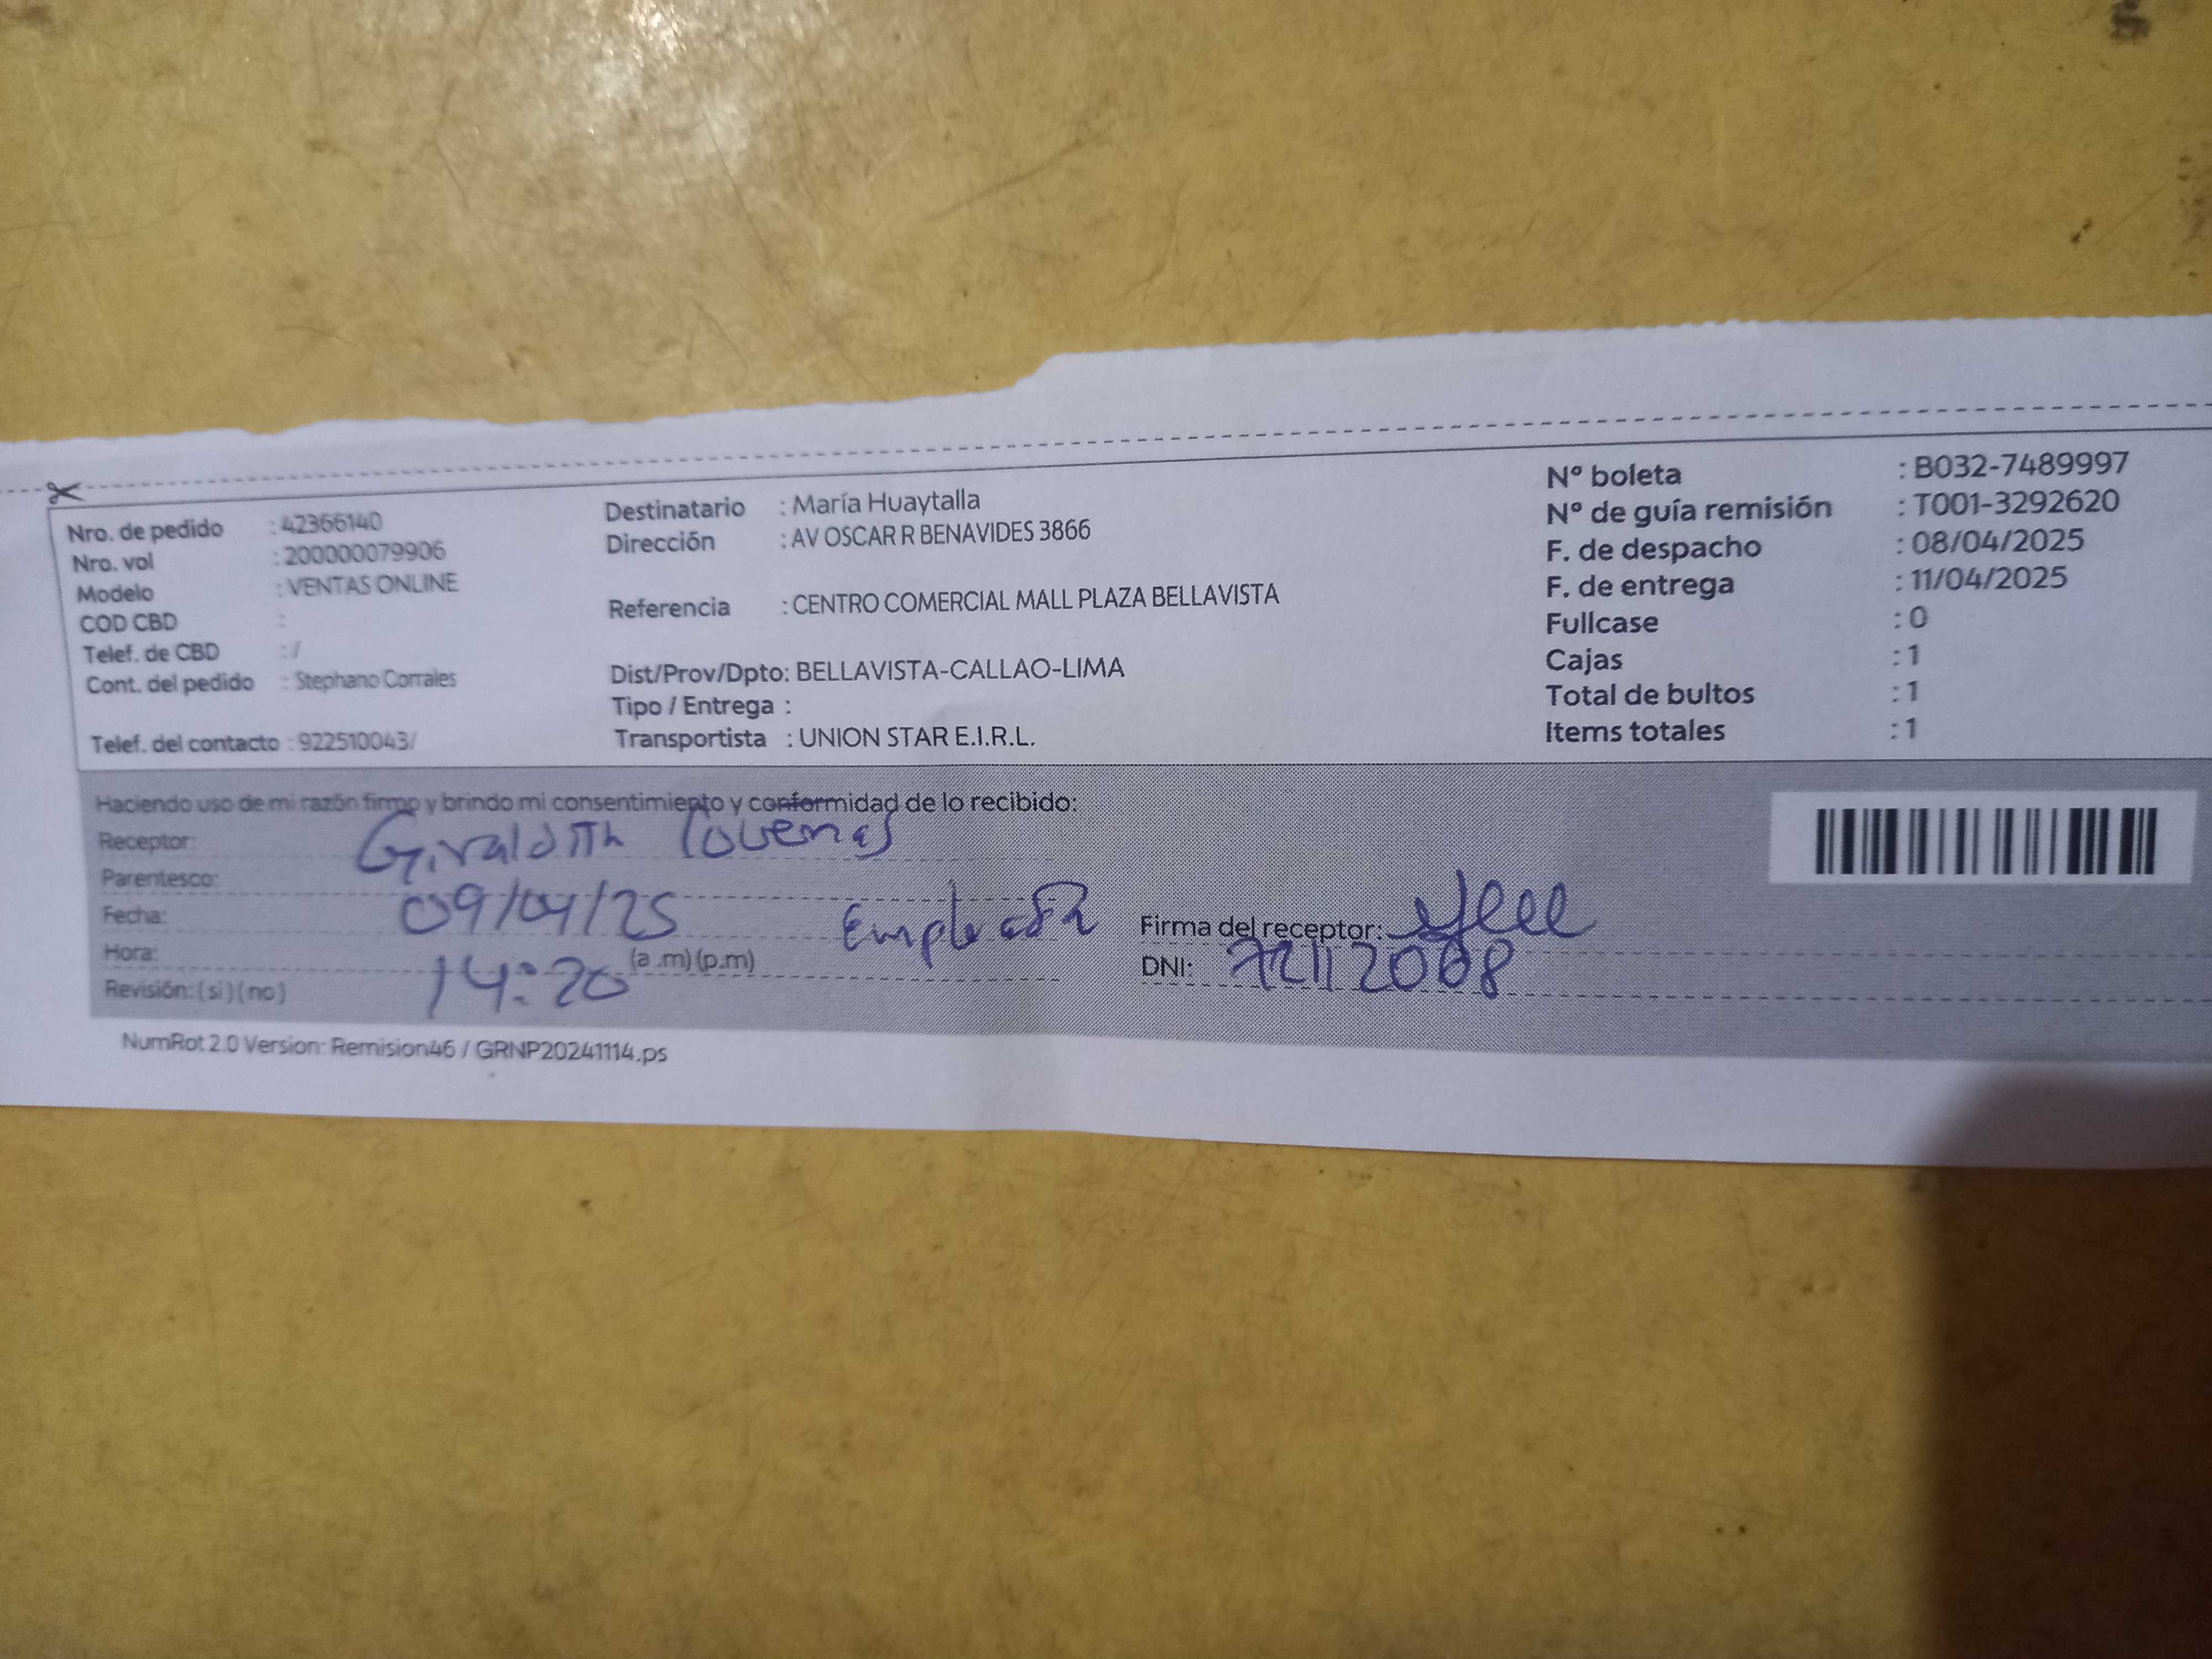 Nro. de pedido : 42366140
Nro. vol : 200000079906
Modelo : VENTAS ONLINE
COD CBD :
Telef. de CBD : /
Cont. del pedido : Stephano Corrales
Telef. del contacto : 922510043/
Destinatario : María Huaytalla
Dirección : AV OSCAR R BENAVIDES 3866
Referencia : CENTRO COMERCIAL MALL PLAZA BELLAVISTA
Dist/Prov/Dpto: BELLAVISTA-CALLAO-LIMA
Tipo / Entrega :
Transportista : UNION STAR E.I.R.L.
N° boleta : B032-7489997
N° de guía remisión : T001-3292620
F. de despacho : 08/04/2025
F. de entrega : 11/04/2025
Fullcase : 0
Cajas : 1
Total de bultos : 1
Items totales : 1
Haciendo uso de mi razón firmo y brindo mi consentimiento y conformidad de lo recibido:
Receptor:
Parentesco:
Fecha: 09/04/25
Hora: 14:20 (a .m) (p.m)
Revisión: (si) (no)
Firma del receptor:
DNI: 72112068
NumRot 2.0 Version: Remision46 / GRNP20241114.ps